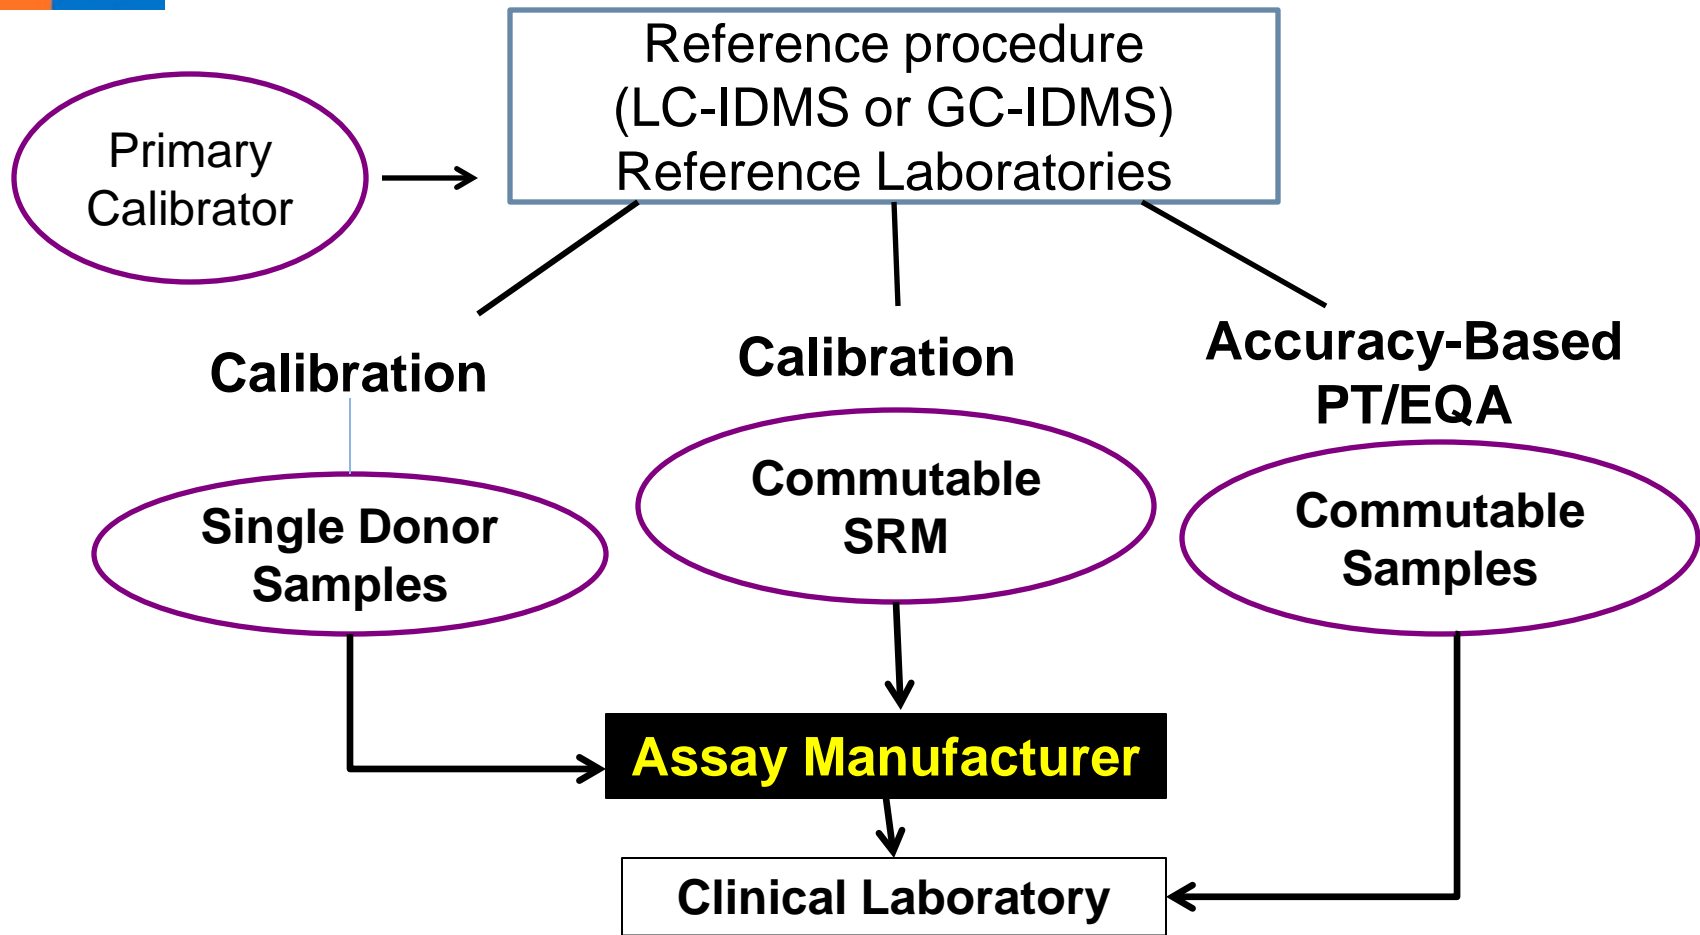 Reference procedure
(LC-IDMS or GC-IDMS)
Reference Laboratories
Primary
Calibrator
Calibration
Calibration
Accuracy-Based
PT/EQA
Single Donor
Samples
Commutable
SRM
Commutable
Samples
Assay Manufacturer
Clinical Laboratory